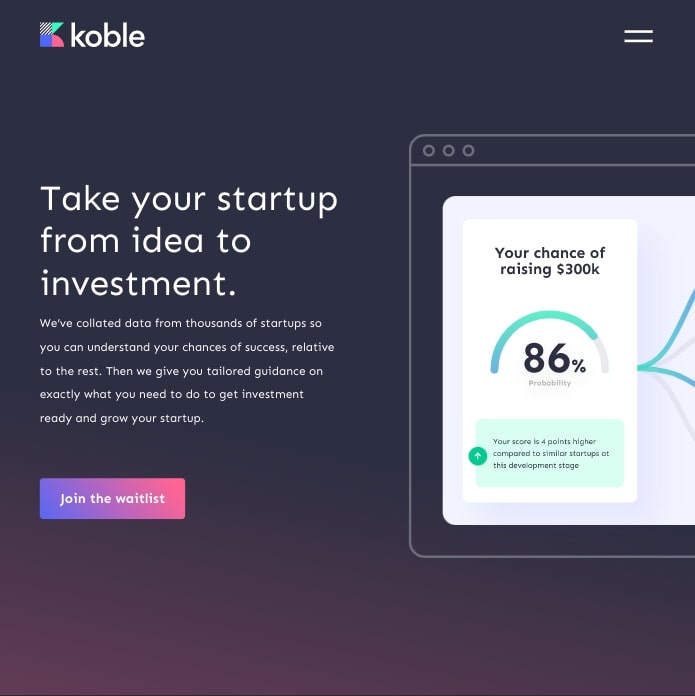 koble
Take your startup
from idea to
investment.
We've collated data from thousands of startups so
you can understand your chances of success, relative
to the rest. Then we give you tailored guidance on
exactly what you need to do to get investment
ready and grow your startup.
Join the waitlist
Your chance of
raising $300k
86%
Probability
Your score is 4 points higher
compared to similar startups at
this development stage